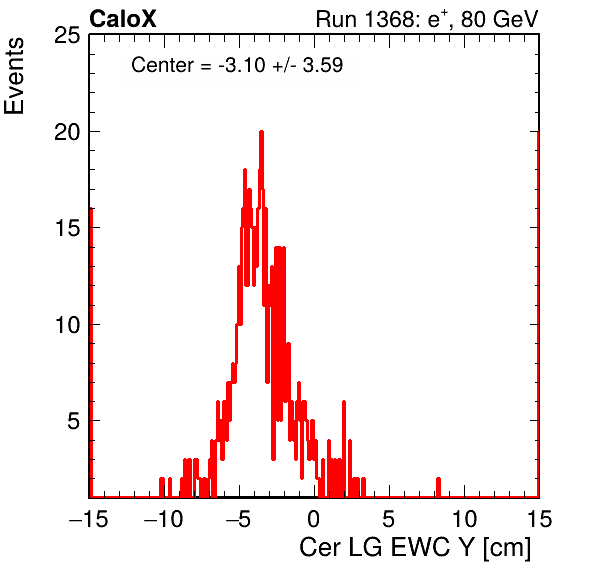 CaloX Run 1368: e⁺, 80 GeV
Events
Center = -3.10 +/- 3.59
25
20
15
10
5
−15 −10 −5 0 5 10 15
Cer LG EWC Y [cm]